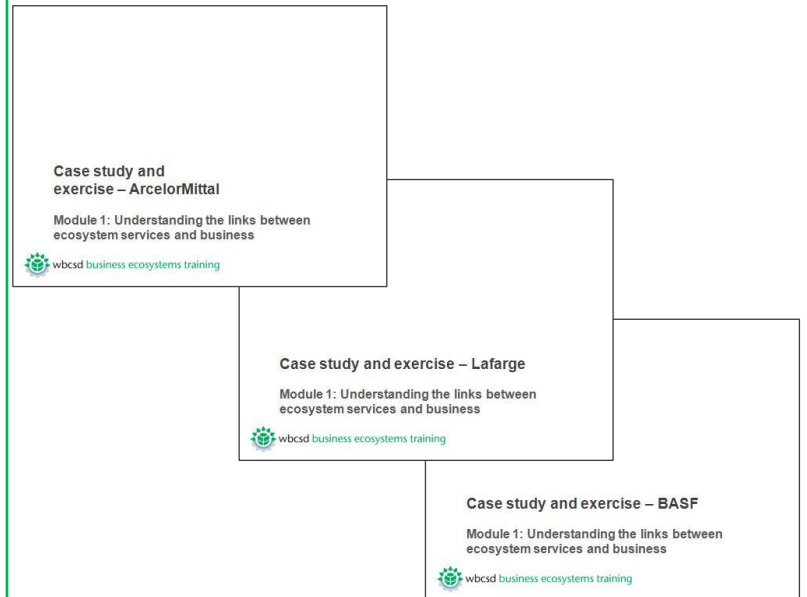 Case study and
exercise – ArcelorMittal
Module 1: Understanding the links between
ecosystem services and business
wbcsd business ecosystems training
Case study and exercise – Lafarge
Module 1: Understanding the links between
ecosystem services and business
wbcsd business ecosystems training
Case study and exercise – BASF
Module 1: Understanding the links between
ecosystem services and business
wbcsd business ecosystems training